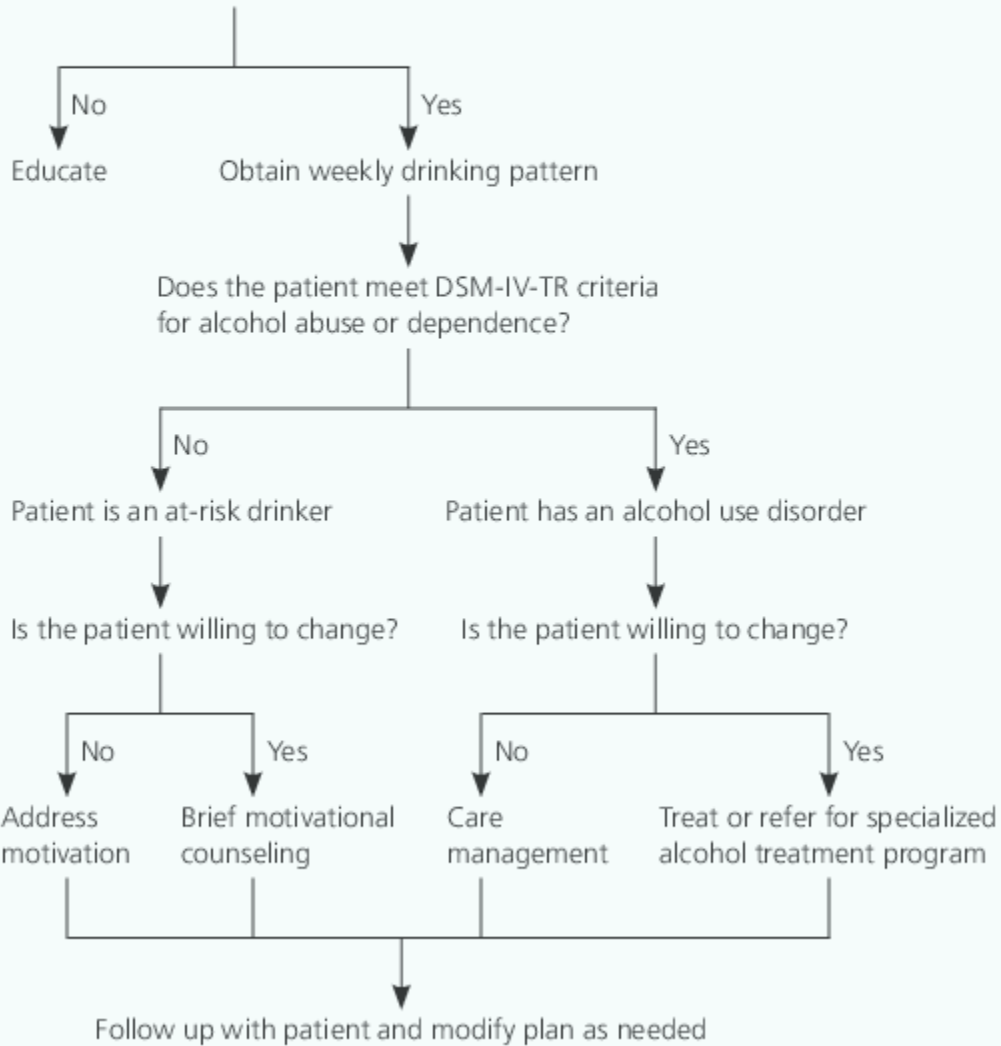 No
Yes
Educate
Obtain weekly drinking pattern
Does the patient meet DSM-IV-TR criteria
for alcohol abuse or dependence?
No
Yes
Patient is an at-risk drinker
Patient has an alcohol use disorder
Is the patient willing to change?
Is the patient willing to change?
No
Yes
No
Yes
Address
motivation
Brief motivational
counseling
Care
management
Treat or refer for specialized
alcohol treatment program
Follow up with patient and modify plan as needed